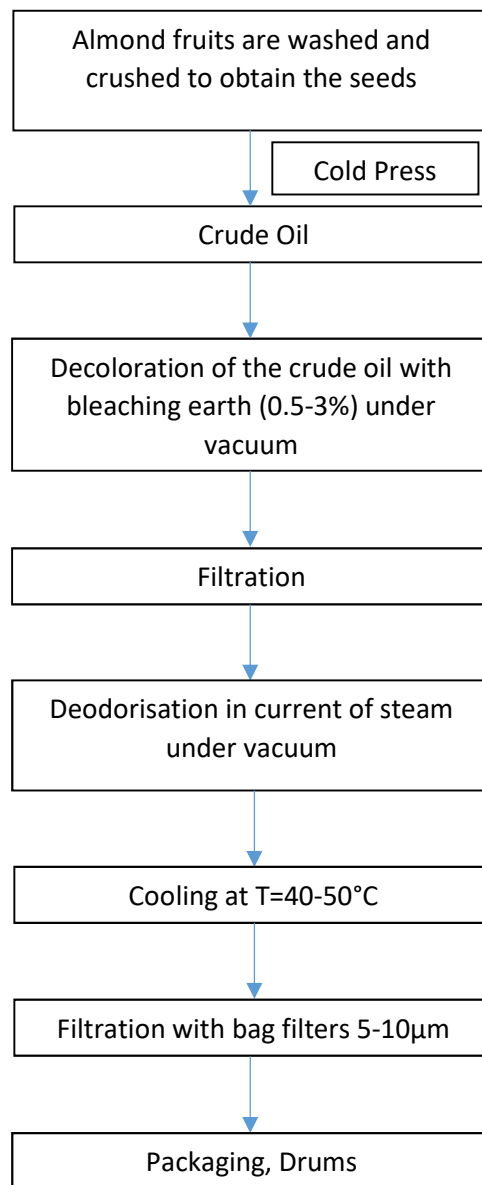 Almond fruits are washed and
crushed to obtain the seeds
Cold Press
Crude Oil
Decoloration of the crude oil with
bleaching earth (0.5-3%) under
vacuum
Filtration
Deodorisation in current of steam
under vacuum
Cooling at T=40-50°C
Filtration with bag filters 5-10μm
Packaging, Drums